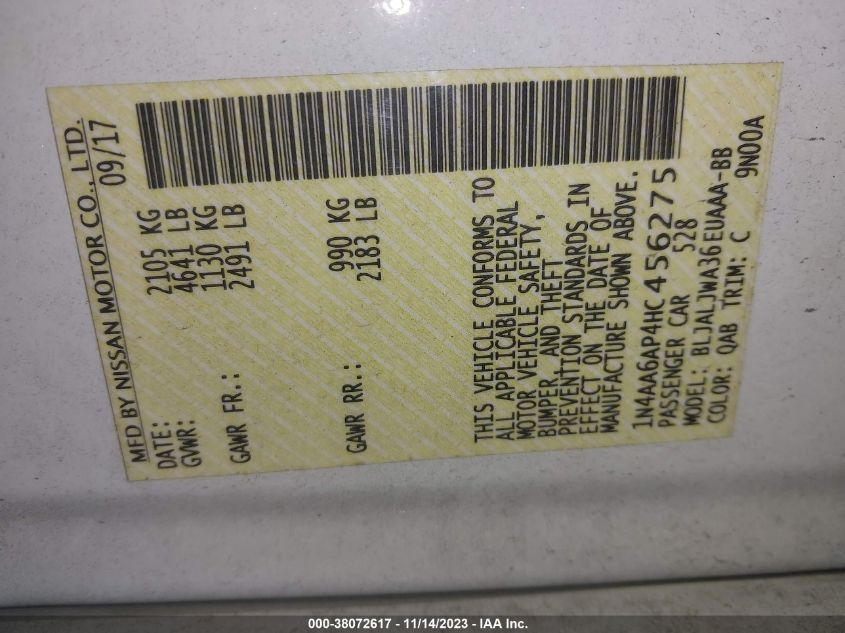 MFD BY NISSAN MOTOR CO., LTD.
DATE: 09/17
GVWR: 2105 KG
4641 LB
GAWR FR.: 1130 KG
2491 LB
GAWR RR.: 990 KG
2183 LB
THIS VEHICLE CONFORMS TO
ALL APPLICABLE FEDERAL
MOTOR VEHICLE SAFETY,
BUMPER, AND THEFT
PREVENTION STANDARDS IN
EFFECT ON THE DATE OF
MANUFACTURE SHOWN ABOVE.
1N4AA6AP4HC456275
PASSENGER CAR 528
MODEL: BLJALJWA36EUAAA-BB
COLOR: QAB TRIM: C 9N00A
000-38072617 - 11/14/2023 - IAA Inc.